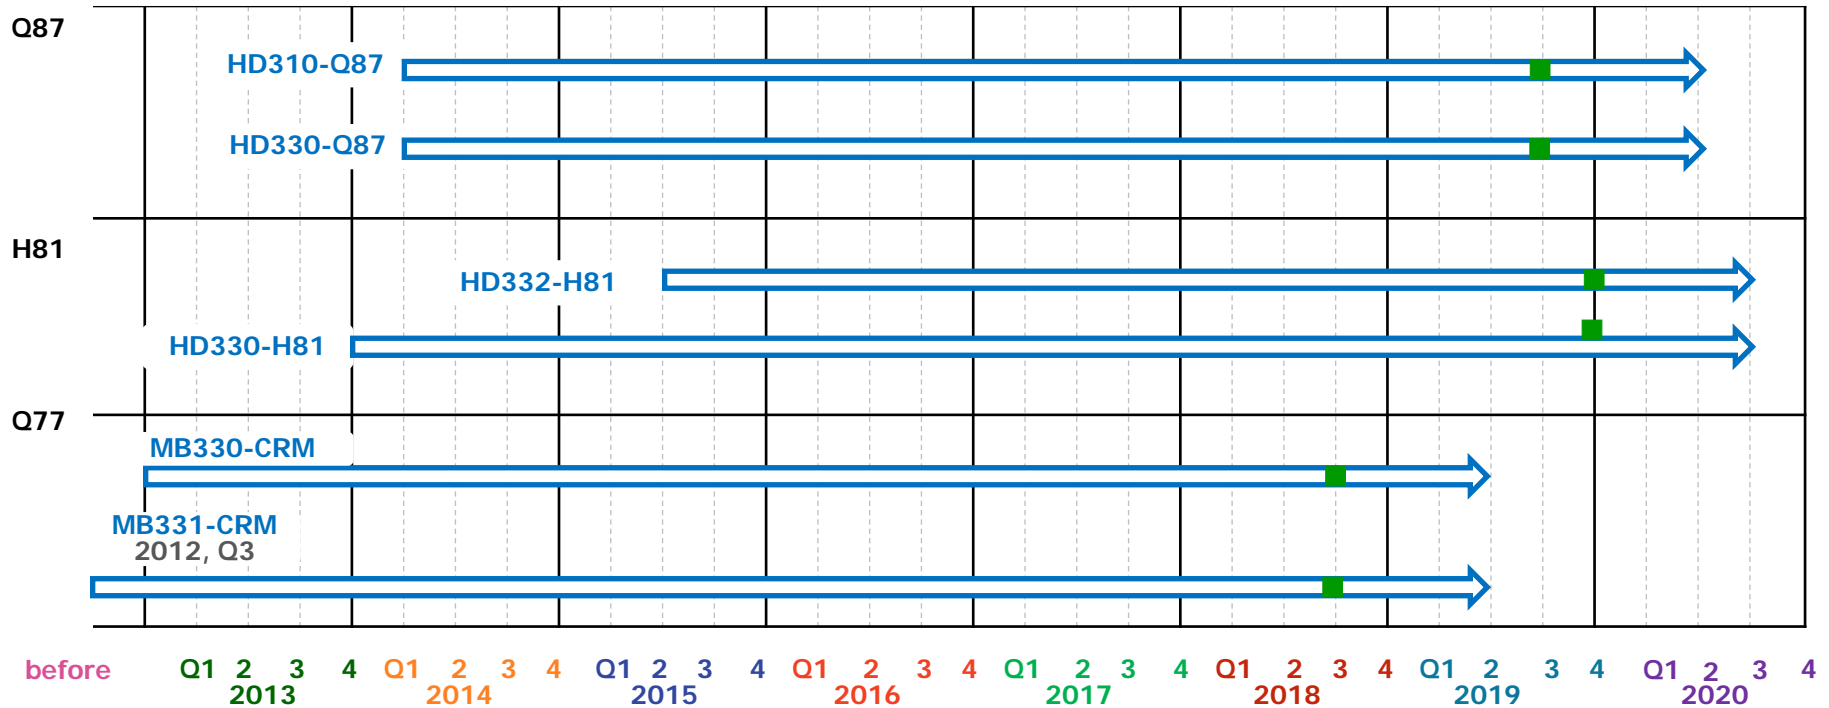 Q87
HD310-Q87
HD330-Q87
H81
HD332-H81
HD330-H81
Q77
MB330-CRM
MB331-CRM
2012, Q3
before Q1 2 3 4 Q1 2 3 4 Q1 2 3 4 Q1 2 3 4 Q1 2 3 4 Q1 2 3 4 Q1 2 3 4 Q1 2 3 4
2013 2014 2015 2016 2017 2018 2019 2020